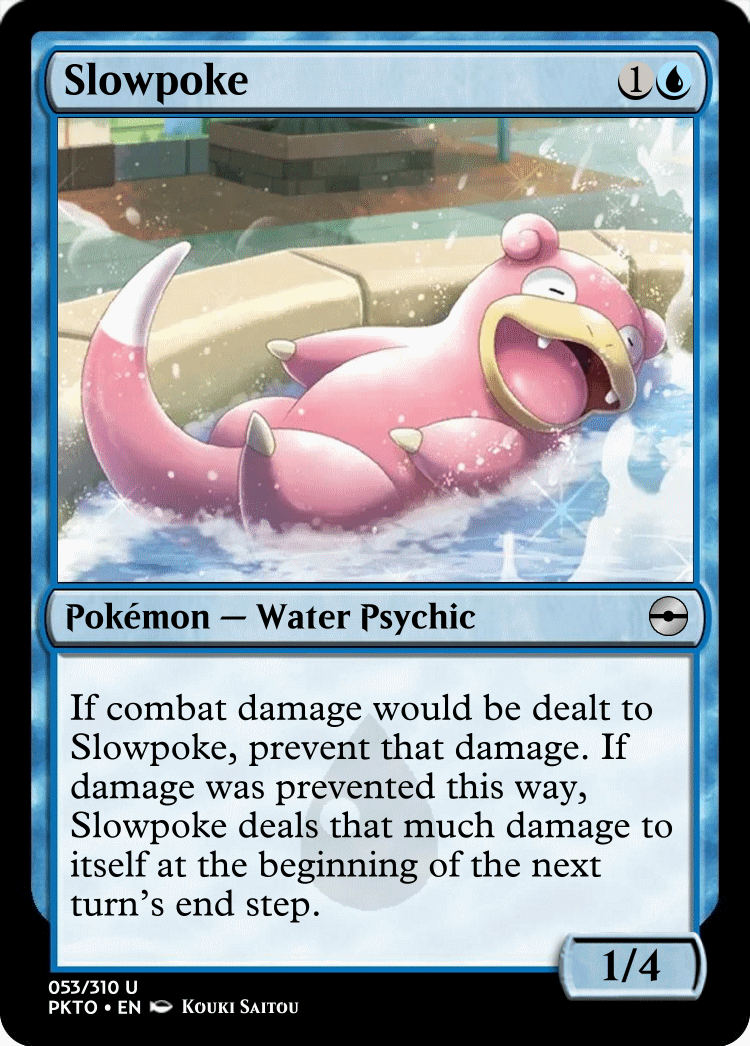 Slowpoke 1
Pokémon — Water Psychic
If combat damage would be dealt to
Slowpoke, prevent that damage. If
damage was prevented this way,
Slowpoke deals that much damage to
itself at the beginning of the next
turn’s end step.
1/4
053/310 U
PKTO • EN Kouki Saitou